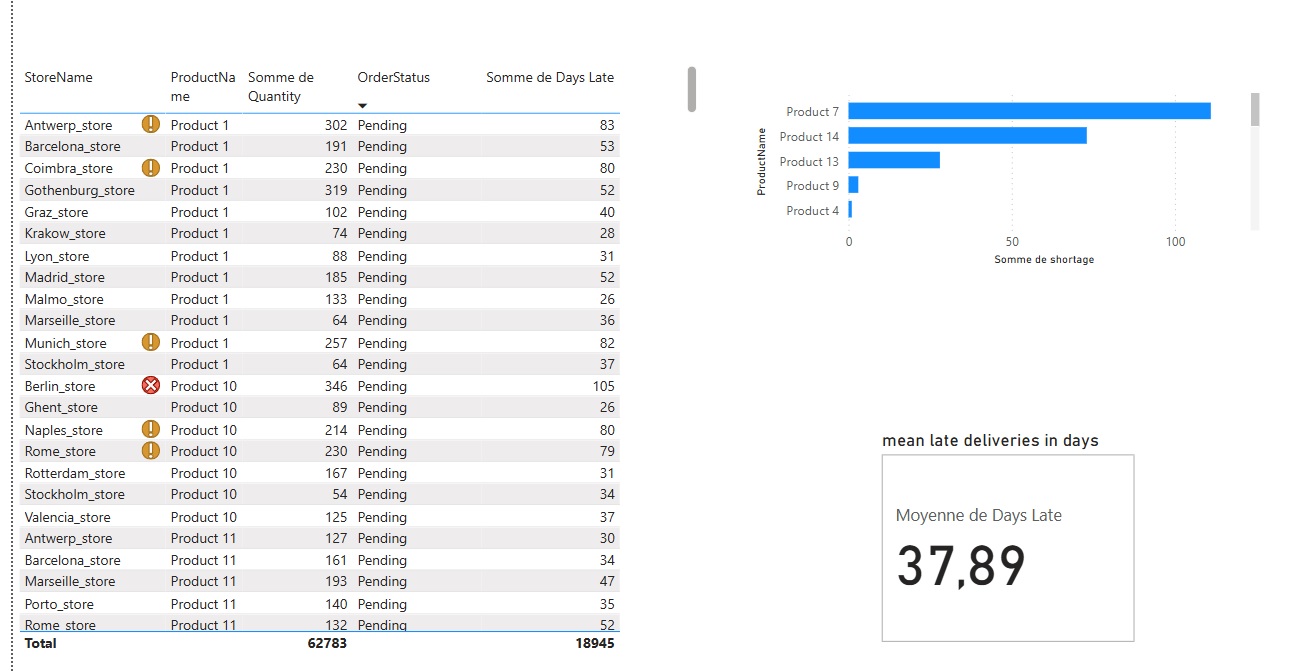 StoreName ProductNa Somme de OrderStatus Somme de Days Late
me Quantity
Antwerp_store Product 1 302 Pending 83
Barcelona_store Product 1 191 Pending 53
Coimbra_store Product 1 230 Pending 80
Gothenburg_store Product 1 319 Pending 52
Graz_store Product 1 102 Pending 40
Krakow_store Product 1 74 Pending 28
Lyon_store Product 1 88 Pending 31
Madrid_store Product 1 185 Pending 52
Malmo_store Product 1 133 Pending 26
Marseille_store Product 1 64 Pending 36
Munich_store Product 1 257 Pending 82
Stockholm_store Product 1 64 Pending 37
Berlin_store Product 10 346 Pending 105
Ghent_store Product 10 89 Pending 26
Naples_store Product 10 214 Pending 80
Rome_store Product 10 230 Pending 79
Rotterdam_store Product 10 167 Pending 31
Stockholm_store Product 10 54 Pending 34
Valencia_store Product 10 125 Pending 37
Antwerp_store Product 11 127 Pending 30
Barcelona_store Product 11 161 Pending 34
Marseille_store Product 11 193 Pending 47
Porto_store Product 11 140 Pending 35
Rome_store Product 11 132 Pending 52
Total 62783 18945
ProductName
Product 7
Product 14
Product 13
Product 9
Product 4
0 50 100
Somme de shortage
mean late deliveries in days
Moyenne de Days Late
37,89